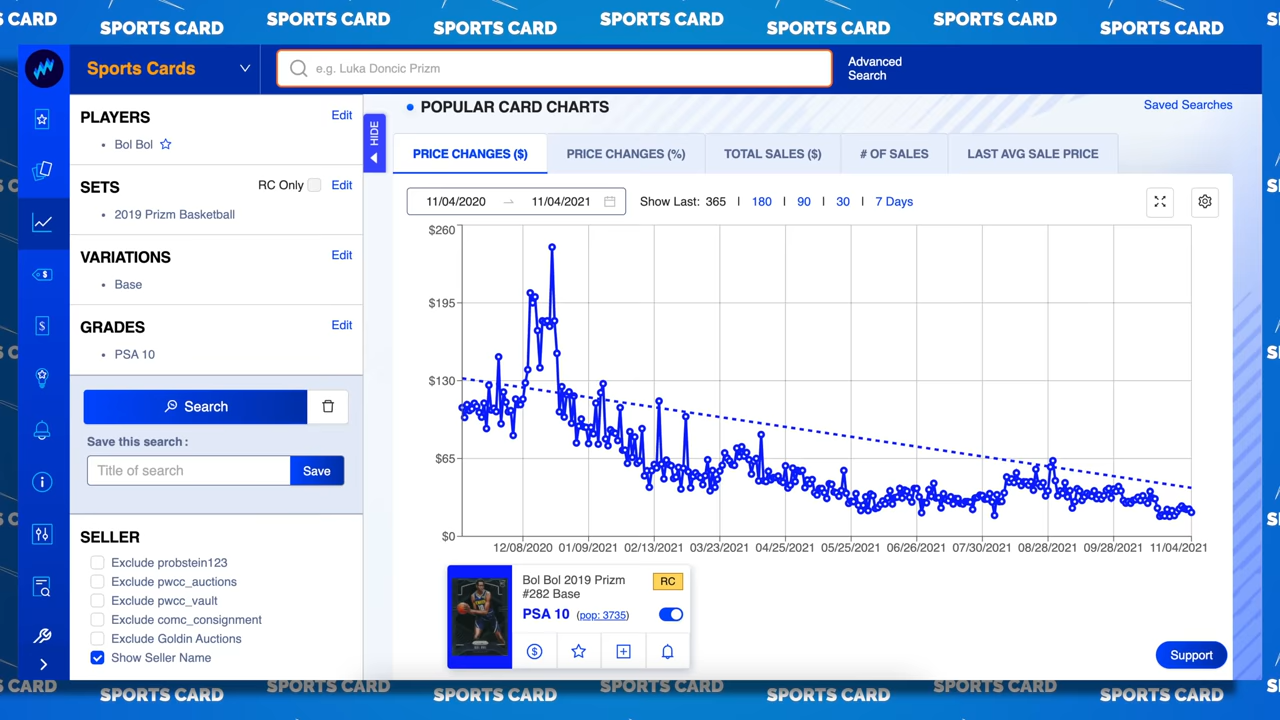 CARD SPORTS CARD SPORTS CARD SPORTS CARD SPORTS
SPORTS CARD SPORTS CARD SPORTS CARD SPORTS CARD
Sports Cards
e.g. Luka Doncic Prizm
Advanced
Search
PLAYERS Edit
Bol Bol
SETS RC Only Edit
2019 Prizm Basketball
VARIATIONS Edit
Base
GRADES Edit
PSA 10
Search
Save this search :
Title of search Save
SELLER
Exclude probstein123
Exclude pwcc_auctions
Exclude pwcc_vault
Exclude comc_consignment
Exclude Goldin Auctions
Show Seller Name
HIDE
POPULAR CARD CHARTS Saved Searches
PRICE CHANGES ($) PRICE CHANGES (%) TOTAL SALES ($) # OF SALES LAST AVG SALE PRICE
11/04/2020 → 11/04/2021 Show Last: 365 | 180 | 90 | 30 | 7 Days
$260
$195
$130
$65
$0
12/08/2020 01/09/2021 02/13/2021 03/23/2021 04/25/2021 05/25/2021 06/26/2021 07/30/2021 08/28/2021 09/28/2021 11/04/2021
Bol Bol 2019 Prizm RC
#282 Base
PSA 10 (pop: 3735)
Support
CARD SPORTS CARD SPORTS CARD SPORTS CARD
SPORTS CARD SPORTS CARD SPORTS CARD SPORTS CARD